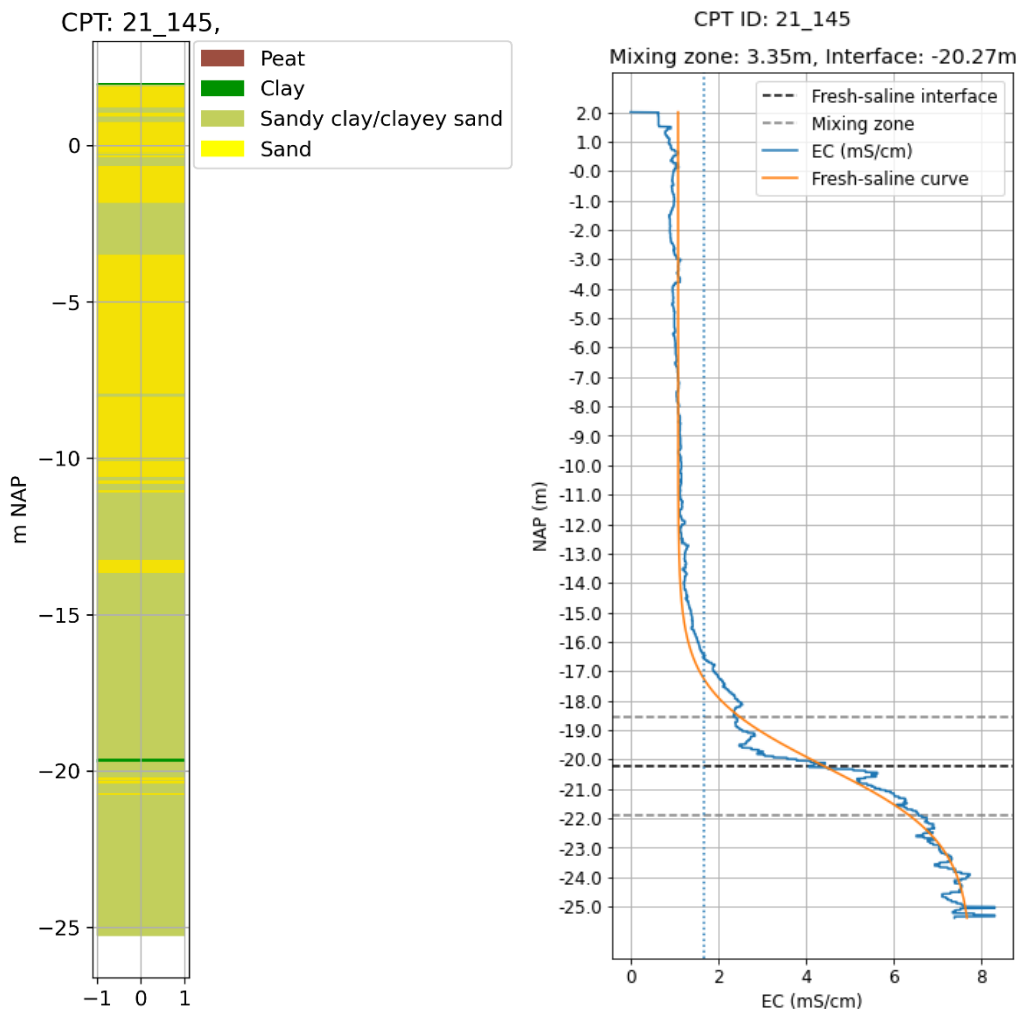 CPT: 21_145,
Peat
Clay
Sandy clay/clayey sand
Sand
0
−5
−10
−15
−20
−25
m NAP
−1 0 1
CPT ID: 21_145
Mixing zone: 3.35m, Interface: -20.27m
Fresh-saline interface
Mixing zone
EC (mS/cm)
Fresh-saline curve
2.0
1.0
-0.0
-1.0
-2.0
-3.0
-4.0
-5.0
-6.0
-7.0
-8.0
-9.0
-10.0
-11.0
-12.0
-13.0
-14.0
-15.0
-16.0
-17.0
-18.0
-19.0
-20.0
-21.0
-22.0
-23.0
-24.0
-25.0
NAP (m)
0 2 4 6 8
EC (mS/cm)